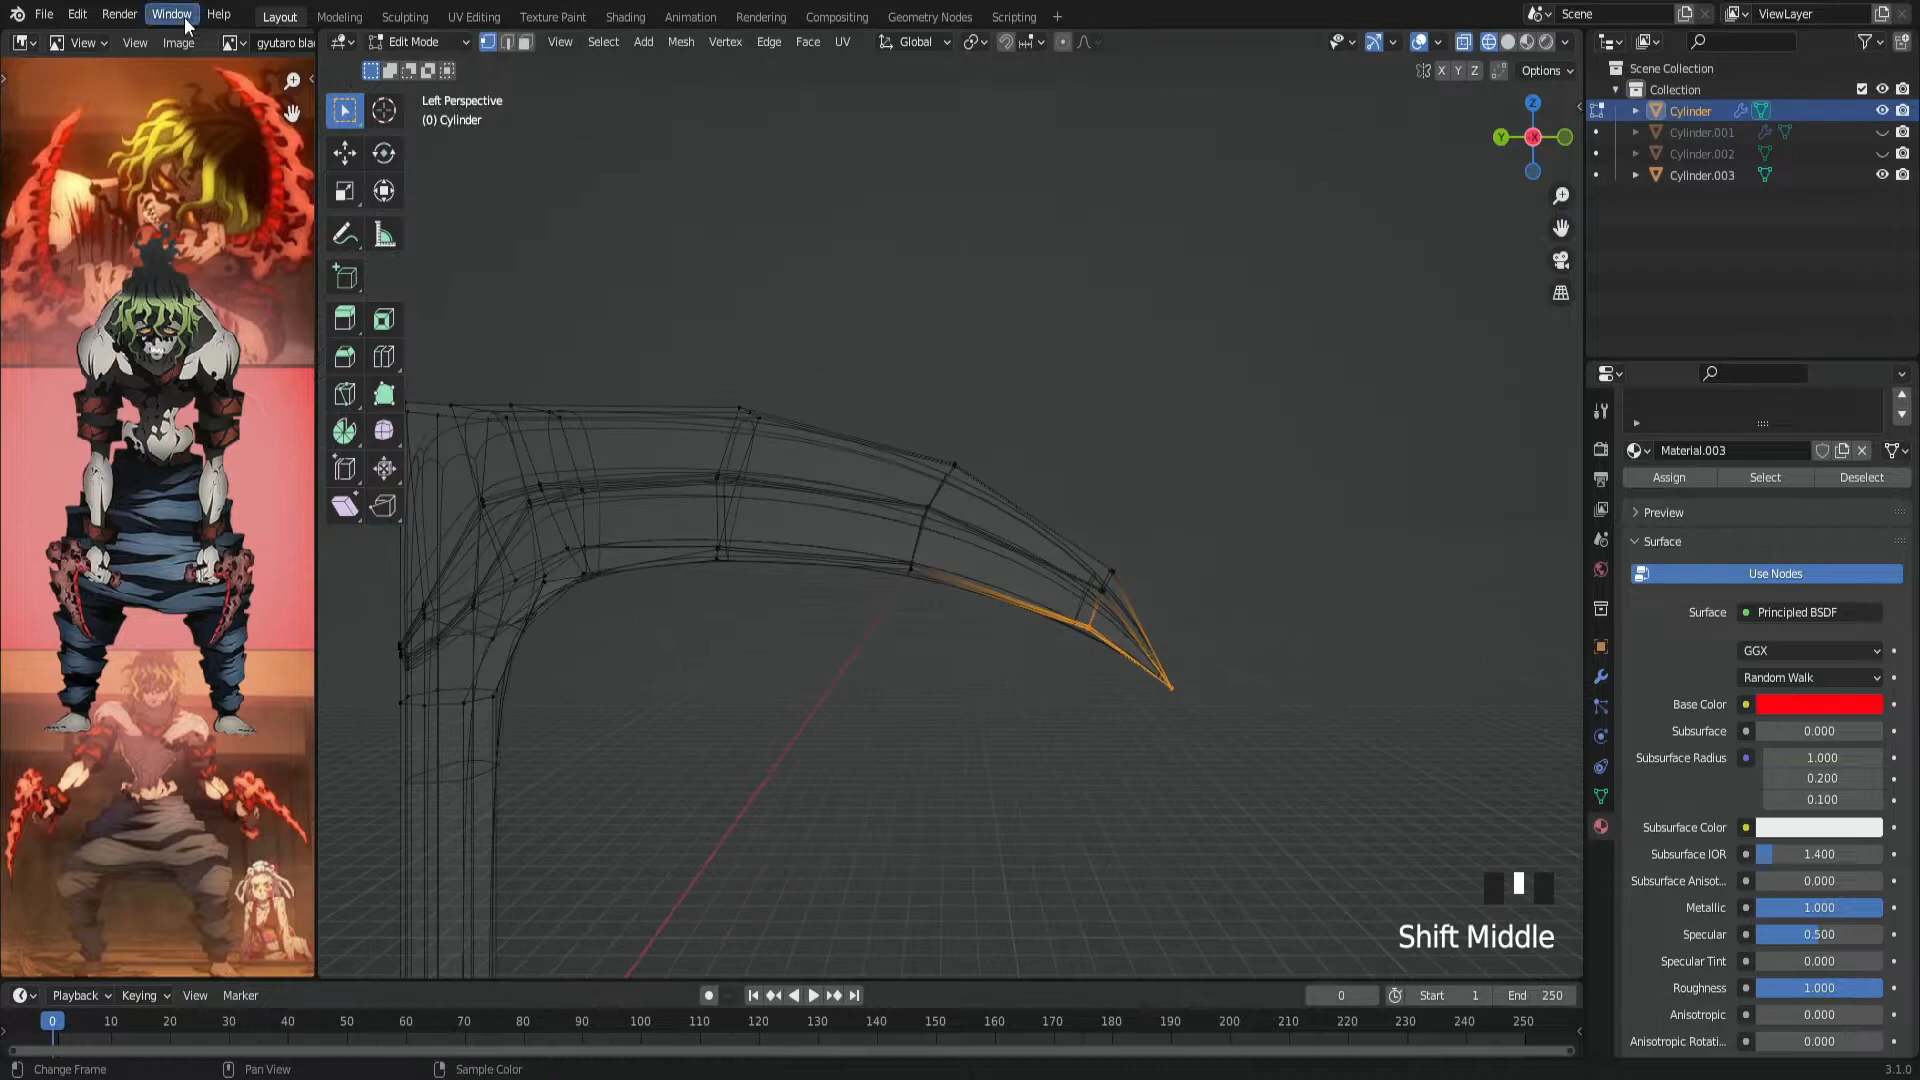 File Edit Render Window Help Layout Modeling Sculpting UV Editing Texture Paint Shading Animation Rendering Compositing Geometry Nodes Scripting + Scene ViewLayer
View View Image gyutaro blac Edit Mode View Select Add Mesh Vertex Edge Face UV Global
X Y Z Options
Left Perspective
(0) Cylinder
Z
Y
X
Scene Collection
Collection
Cylinder
Cylinder.001
Cylinder.002
Cylinder.003
Material.003
Assign Select Deselect
Preview
Surface
Use Nodes
Surface Principled BSDF
GGX
Random Walk
Base Color
Subsurface 0.000
Subsurface Radius 1.000
0.200
0.100
Subsurface Color
Subsurface IOR 1.400
Subsurface Anisot... 0.000
Metallic 1.000
Specular 0.500
Specular Tint 0.000
Roughness 1.000
Anisotropic 0.000
Anisotropic Rotati... 0.000
Shift Middle
Playback Keying View Marker 0 Start 1 End 250
0 10 20 30 40 50 60 70 80 90 100 110 120 130 140 150 160 170 180 190 200 210 220 230 240 250
Change Frame Pan View Sample Color 3.1.0